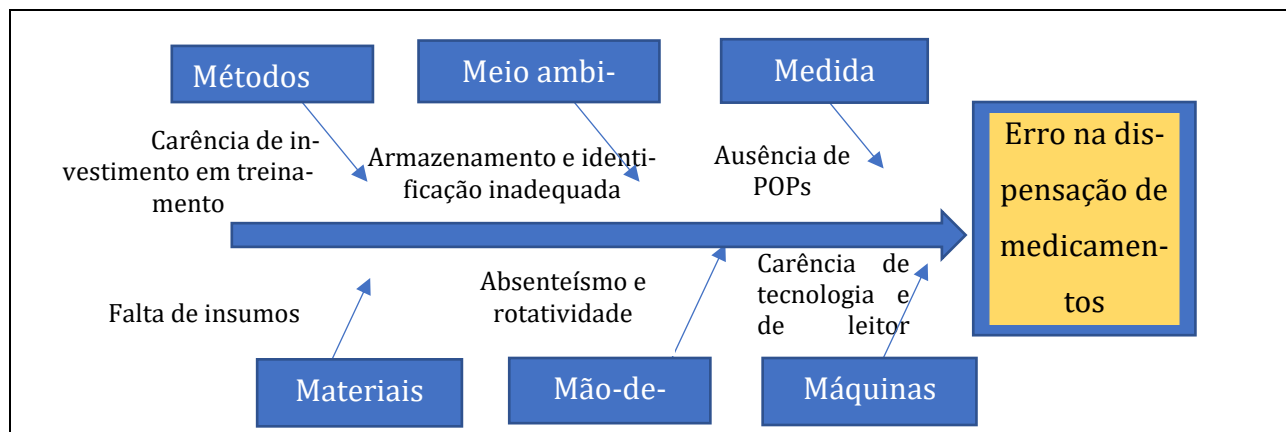 Métodos
Meio ambi-
Medida
Carência de in-
vestimento em treina-
mento
Armazenamento e identi-
ficação inadequada
Ausência de
POPs
Erro na dis-
pensação de
medicamen-
tos
Falta de insumos
Absenteísmo e
rotatividade
Carência de
tecnologia e
de leitor
Materiais
Mão-de-
Máquinas